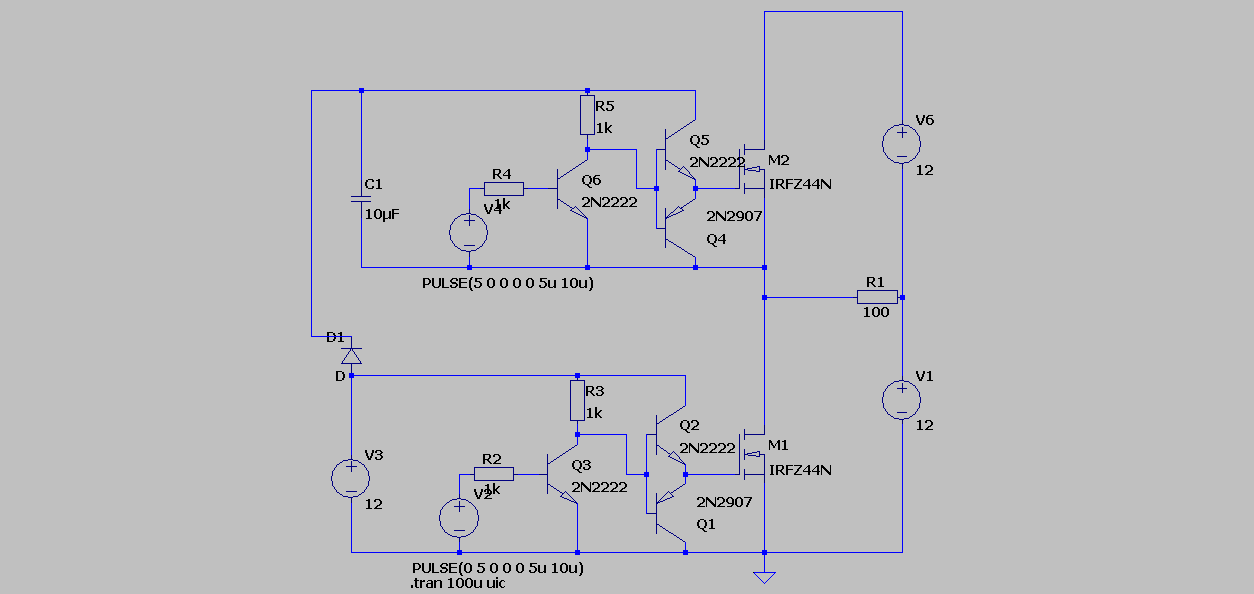 V6
12
R5
1k
Q5
2N2222
M2
IRFZ44N
R4
1k
V4
Q6
2N2222
C1
10µF
2N2907
Q4
PULSE(5 0 0 0 0 5u 10u)
R1
100
D1
D
V1
12
R3
1k
Q2
2N2222
M1
IRFZ44N
V3
12
R2
1k
V2
Q3
2N2222
2N2907
Q1
PULSE(0 5 0 0 0 5u 10u)
.tran 100u uic